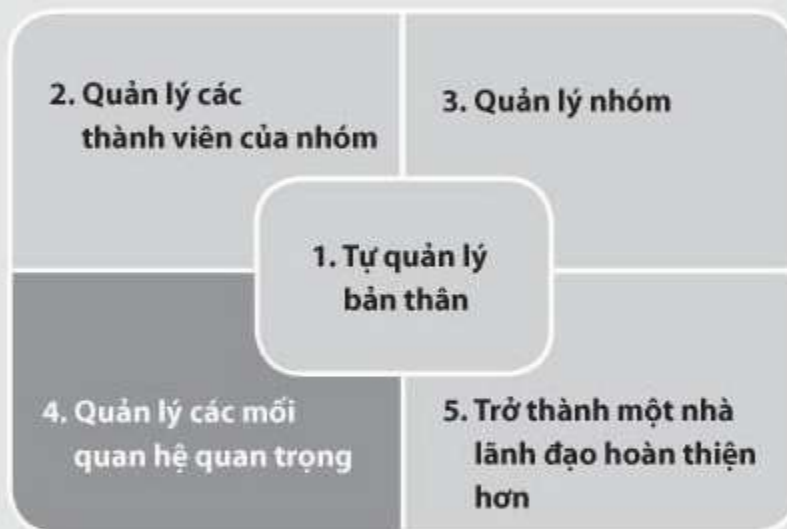 2. Quản lý các
thành viên của nhóm
3. Quản lý nhóm
1. Tự quản lý
bản thân
4. Quản lý các mối
quan hệ quan trọng
5. Trở thành một nhà
lãnh đạo hoàn thiện
hơn